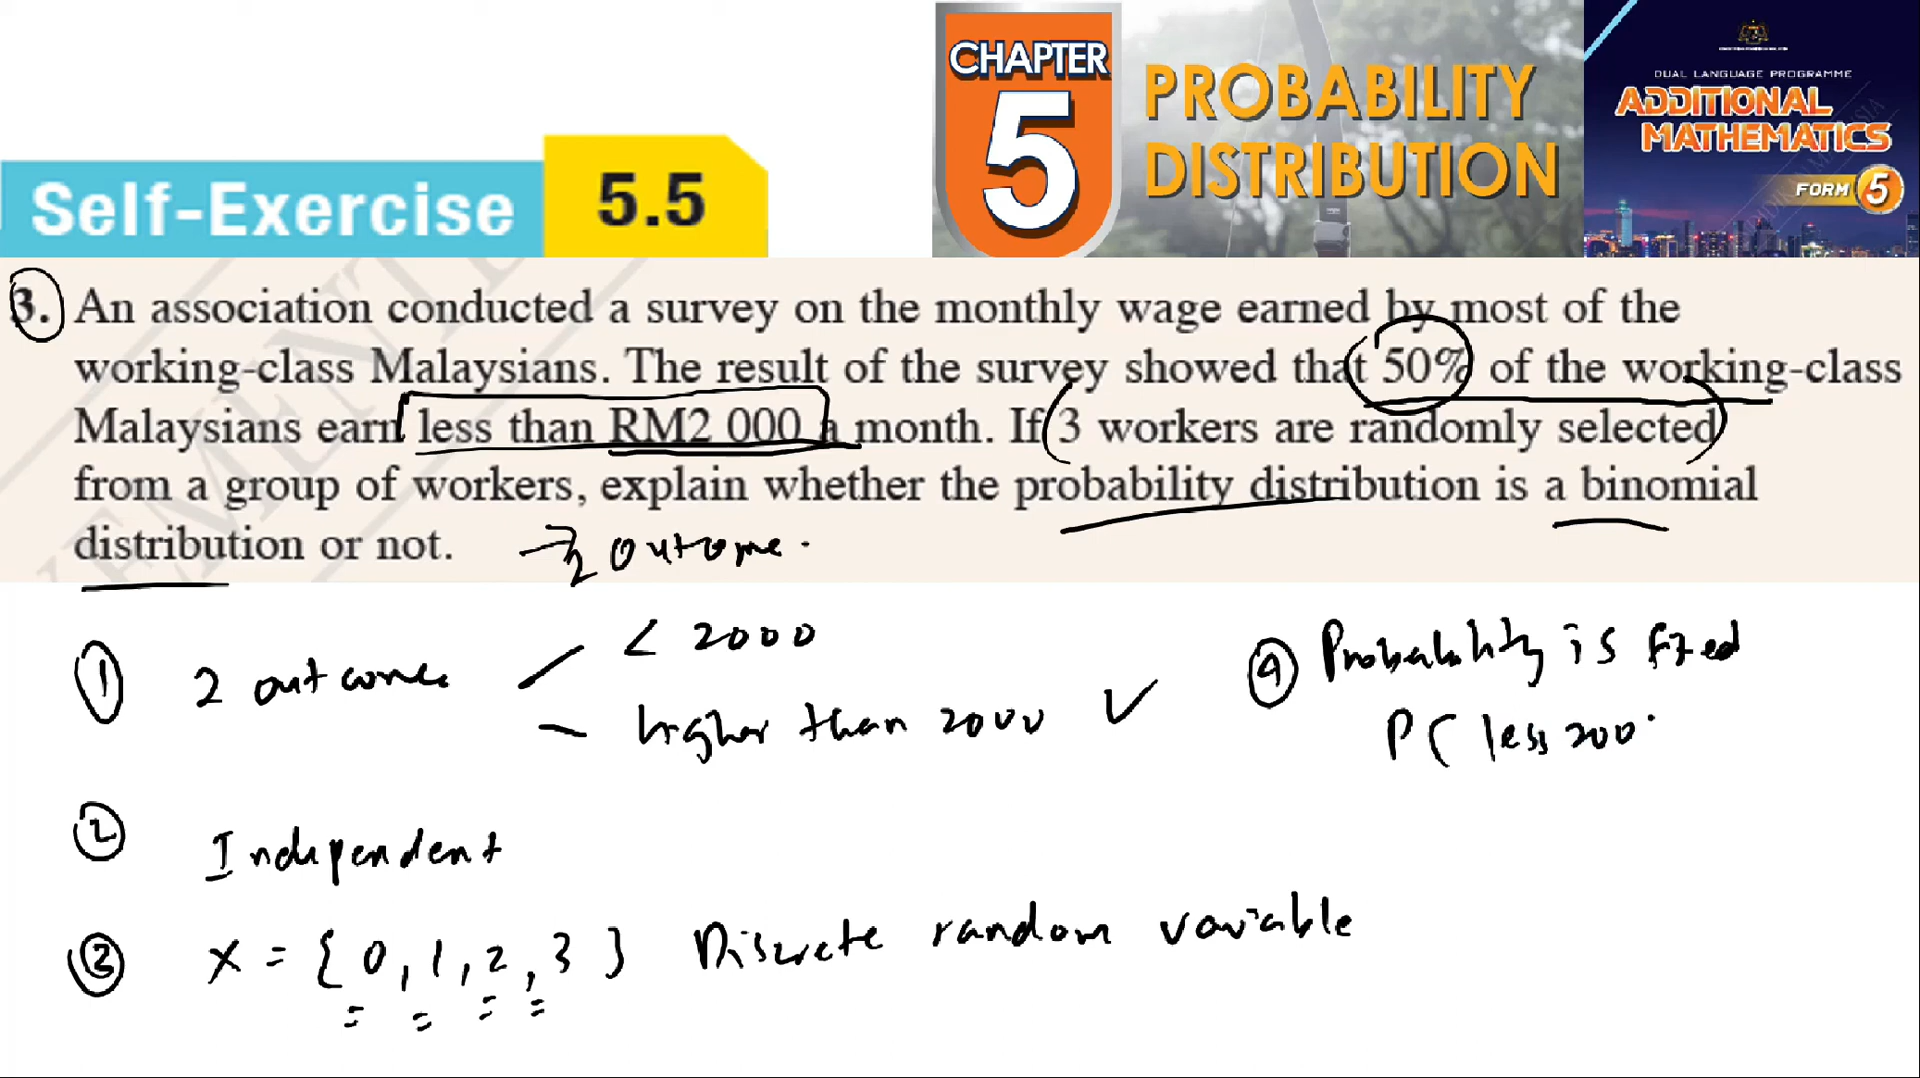 CHAPTER
5
PROBABILITY
DISTRIBUTION
DUAL LANGUAGE PROGRAMME
ADDITIONAL
MATHEMATICS
FORM 5
Self-Exercise 5.5
3. An association conducted a survey on the monthly wage earned by most of the
working-class Malaysians. The result of the survey showed that 50% of the working-class
Malaysians earn less than RM2 000 a month. If 3 workers are randomly selected
from a group of workers, explain whether the probability distribution is a binomial
distribution or not.
→ 2 outcome.
① 2 outcomes
< 2000
higher than 2000 ✓
④ Probability is fixed
P( less 200
② Independent
③ X = { 0, 1, 2, 3 } Discrete random variable